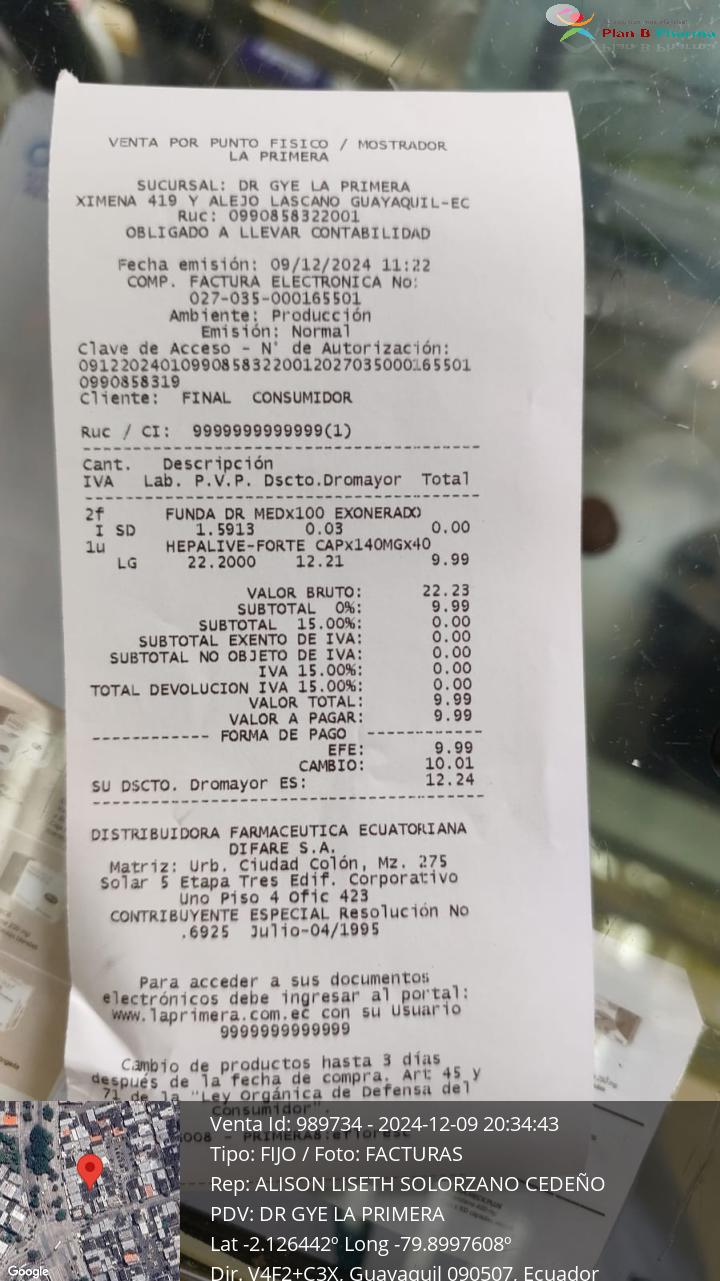 Plan B Pharma
VENTA POR PUNTO FISICO / MOSTRADOR
LA PRIMERA
SUCURSAL: DR GYE LA PRIMERA
XIMENA 419 Y ALEJO LASCANO GUAYAQUIL-EC
Ruc: 0990858322001
OBLIGADO A LLEVAR CONTABILIDAD
Fecha emisión: 09/12/2024 11:22
COMP. FACTURA ELECTRONICA No:
027-035-000165501
Ambiente: Producción
Emisión: Normal
Clave de Acceso - N° de Autorización:
091220240109908583220012027035000165501
0990858319
Cliente: FINAL CONSUMIDOR
Ruc / CI: 9999999999999(1)
Cant. Descripción
IVA Lab. P.V.P. Dscto.Dromayor Total
2f FUNDA DR MEDx100 EXONERADO
I SD 1.5913 0.03 0.00
1u HEPALIVE-FORTE CAPx140MGx40
LG 22.2000 12.21 9.99
VALOR BRUTO: 22.23
SUBTOTAL 0%: 9.99
SUBTOTAL 15.00%: 0.00
SUBTOTAL EXENTO DE IVA: 0.00
SUBTOTAL NO OBJETO DE IVA: 0.00
IVA 15.00%: 0.00
TOTAL DEVOLUCION IVA 15.00%: 0.00
VALOR TOTAL: 9.99
VALOR A PAGAR: 9.99
------------ FORMA DE PAGO ------------
EFE: 9.99
CAMBIO: 10.01
SU DSCTO. Dromayor ES: 12.24
DISTRIBUIDORA FARMACEUTICA ECUATORIANA
DIFARE S.A.
Matriz: Urb. Ciudad Colón, Mz. 275
Solar 5 Etapa Tres Edif. Corporativo
Uno Piso 4 Ofic 423
CONTRIBUYENTE ESPECIAL Resolución No
.6925 Julio-04/1995
Para acceder a sus documentos
electrónicos debe ingresar al portal:
www.laprimera.com.ec con su Usuario
9999999999999
Cambio de productos hasta 3 días
después de la fecha de compra. Art 45 y
71 de la "Ley Orgánica de Defensa del
Consumidor".
Venta Id: 989734 - 2024-12-09 20:34:43
Tipo: FIJO / Foto: FACTURAS
Rep: ALISON LISETH SOLORZANO CEDEÑO
PDV: DR GYE LA PRIMERA
Lat -2.126442º Long -79.8997608º
Dir. V4F2+C3X, Guayaquil 090507, Ecuador
Google